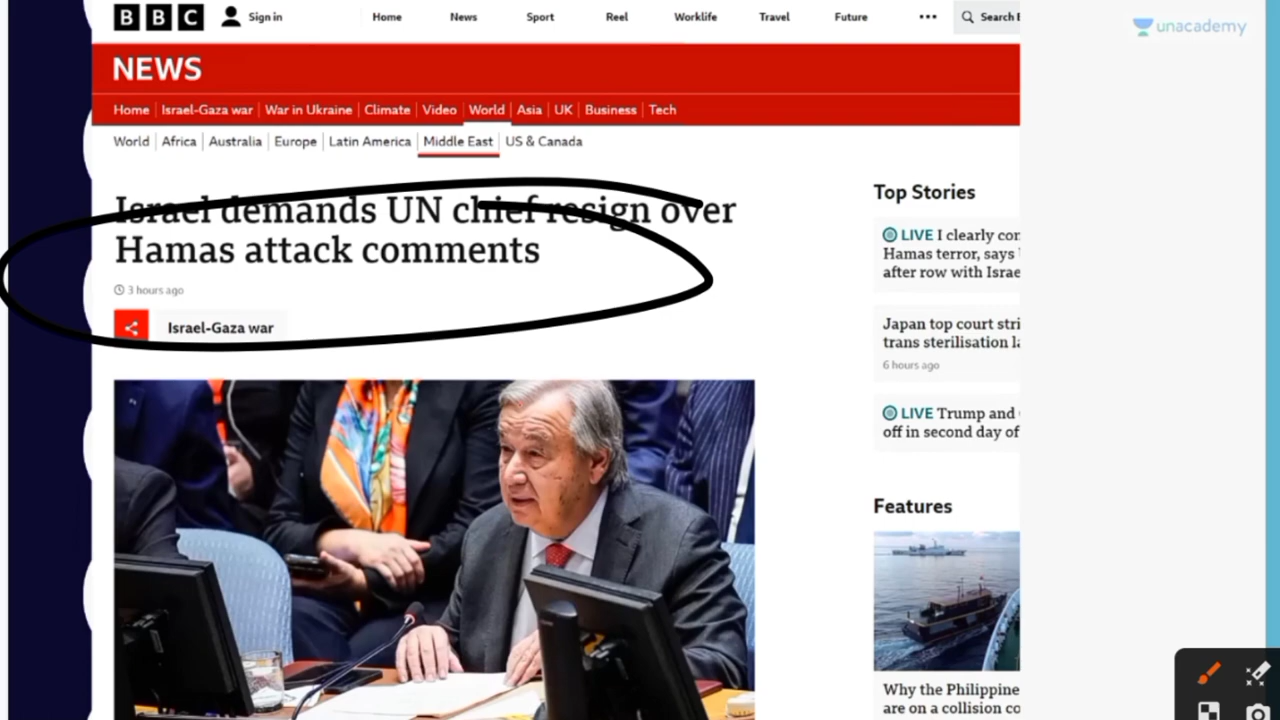 BBC
Sign in
Home
News
Sport
Reel
Worklife
Travel
Future
Search
unacademy
NEWS
Home
Israel-Gaza war
War in Ukraine
Climate
Video
World
Asia
UK
Business
Tech
World
Africa
Australia
Europe
Latin America
Middle East
US & Canada
Israel demands UN chief resign over
Hamas attack comments
3 hours ago
Israel-Gaza war
Top Stories
LIVE I clearly
Hamas terror, says
after row with
Japan top court
trans sterilisation
6 hours ago
LIVE Trump and
off in second day of
Features
Why the Philippine
are on a collision